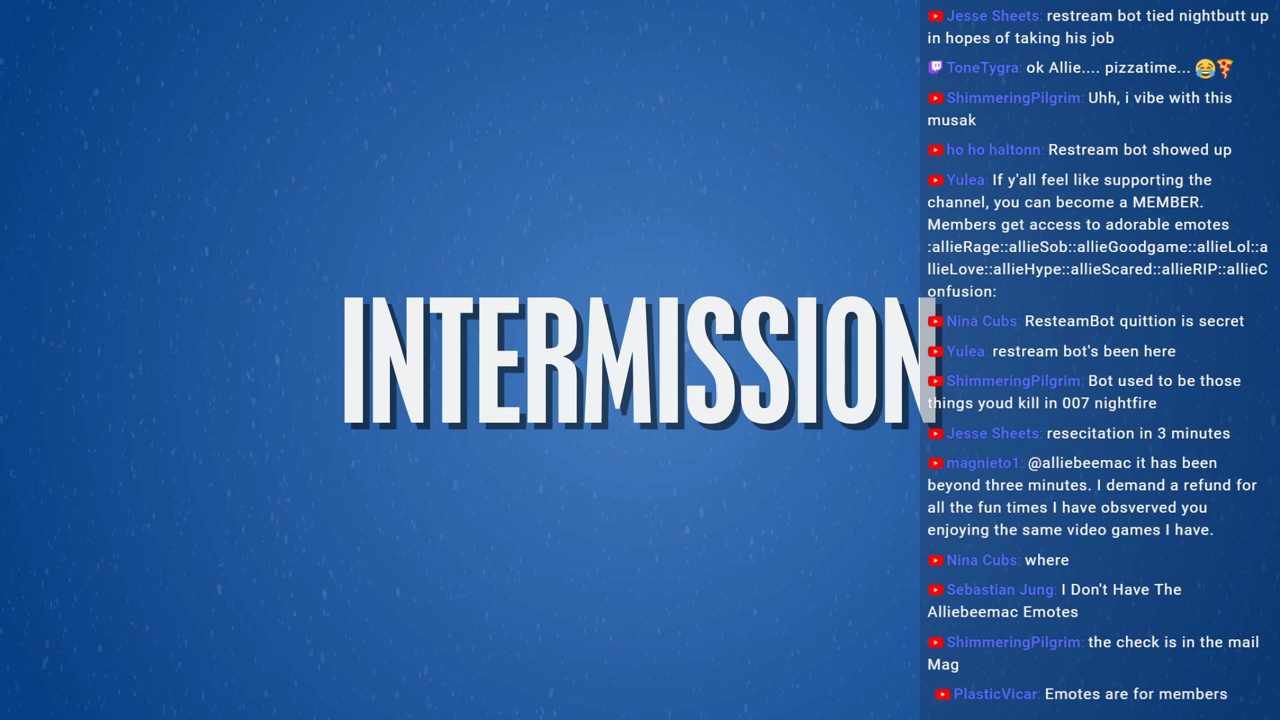 INTERMISSION
Jesse Sheets: restream bot tied nightbutt up
in hopes of taking his job
ToneTygra: ok Allie.... pizzatime... 😂🍕
ShimmeringPilgrim: Uhh, i vibe with this
musak
ho ho haltonn: Restream bot showed up
Yulea: If y'all feel like supporting the
channel, you can become a MEMBER.
Members get access to adorable emotes
:allieRage::allieSob::allieGoodgame::allieLol::a
llieLove::allieHype::allieScared::allieRIP::allieC
onfusion:
Nina Cubs: ResteamBot quittion is secret
Yulea: restream bot's been here
ShimmeringPilgrim: Bot used to be those
things youd kill in 007 nightfire
Jesse Sheets: resecitation in 3 minutes
magnieto1: @alliebeemac it has been
beyond three minutes. I demand a refund for
all the fun times I have obsverved you
enjoying the same video games I have.
Nina Cubs: where
Sebastian Jung: I Don't Have The
Alliebeemac Emotes
ShimmeringPilgrim: the check is in the mail
Mag
PlasticVicar: Emotes are for members